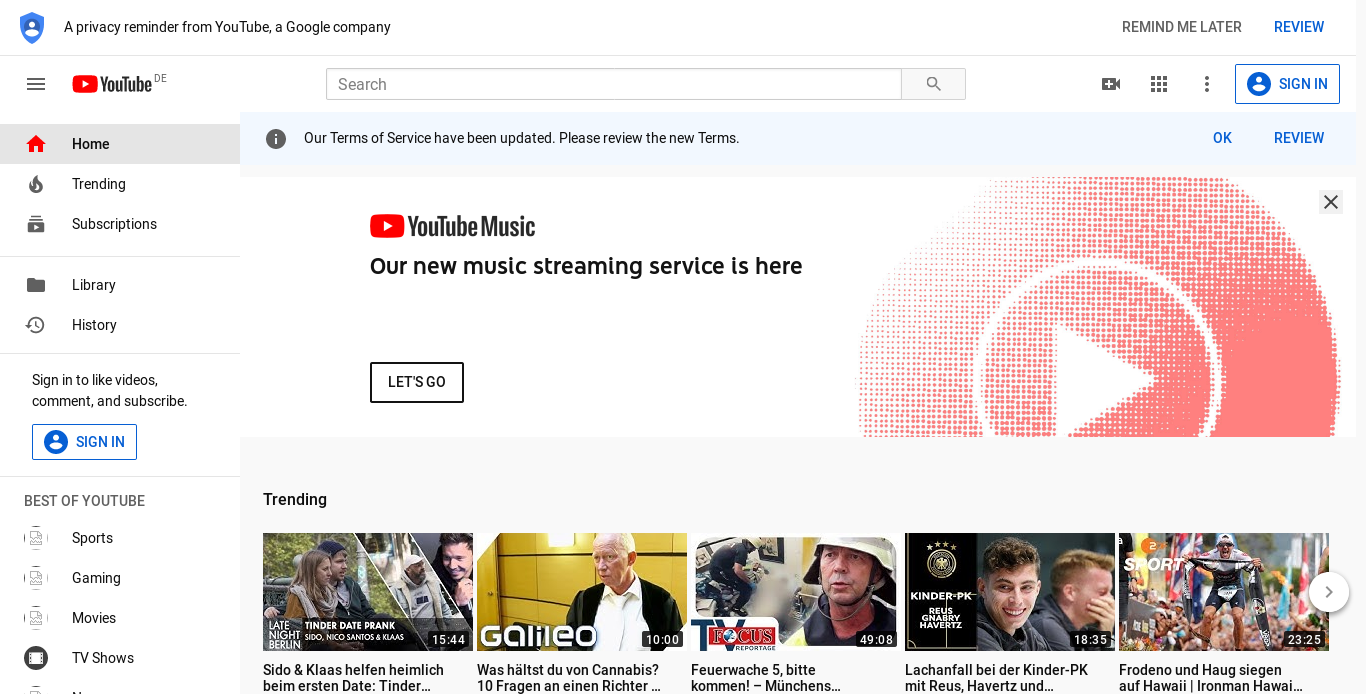 A privacy reminder from YouTube, a Google company
REMIND ME LATER
REVIEW
YouTube DE
Search
SIGN IN
Home
Trending
Subscriptions
Library
History
Sign in to like videos,
comment, and subscribe.
SIGN IN
BEST OF YOUTUBE
Sports
Gaming
Movies
TV Shows
Our Terms of Service have been updated. Please review the new Terms.
OK
REVIEW
YouTube Music
Our new music streaming service is here
LET'S GO
Trending
LATE
NIGHT
BERLIN
TINDER DATE PRANK
SIDO, NICO SANTOS & KLAAS
15:44
Sido & Klaas helfen heimlich
beim ersten Date: Tinder…
GALILEO
10:00
Was hältst du von Cannabis?
10 Fragen an einen Richter …
FOCUS
TV
REPORTAGE
49:08
Feuerwache 5, bitte
kommen! – Münchens…
KINDER-PK
REUS
GNABRY
HAVERTZ
18:35
Lachanfall bei der Kinder-PK
mit Reus, Havertz und…
SPORT
23:25
Frodeno und Haug siegen
auf Hawaii | Ironman Hawai…